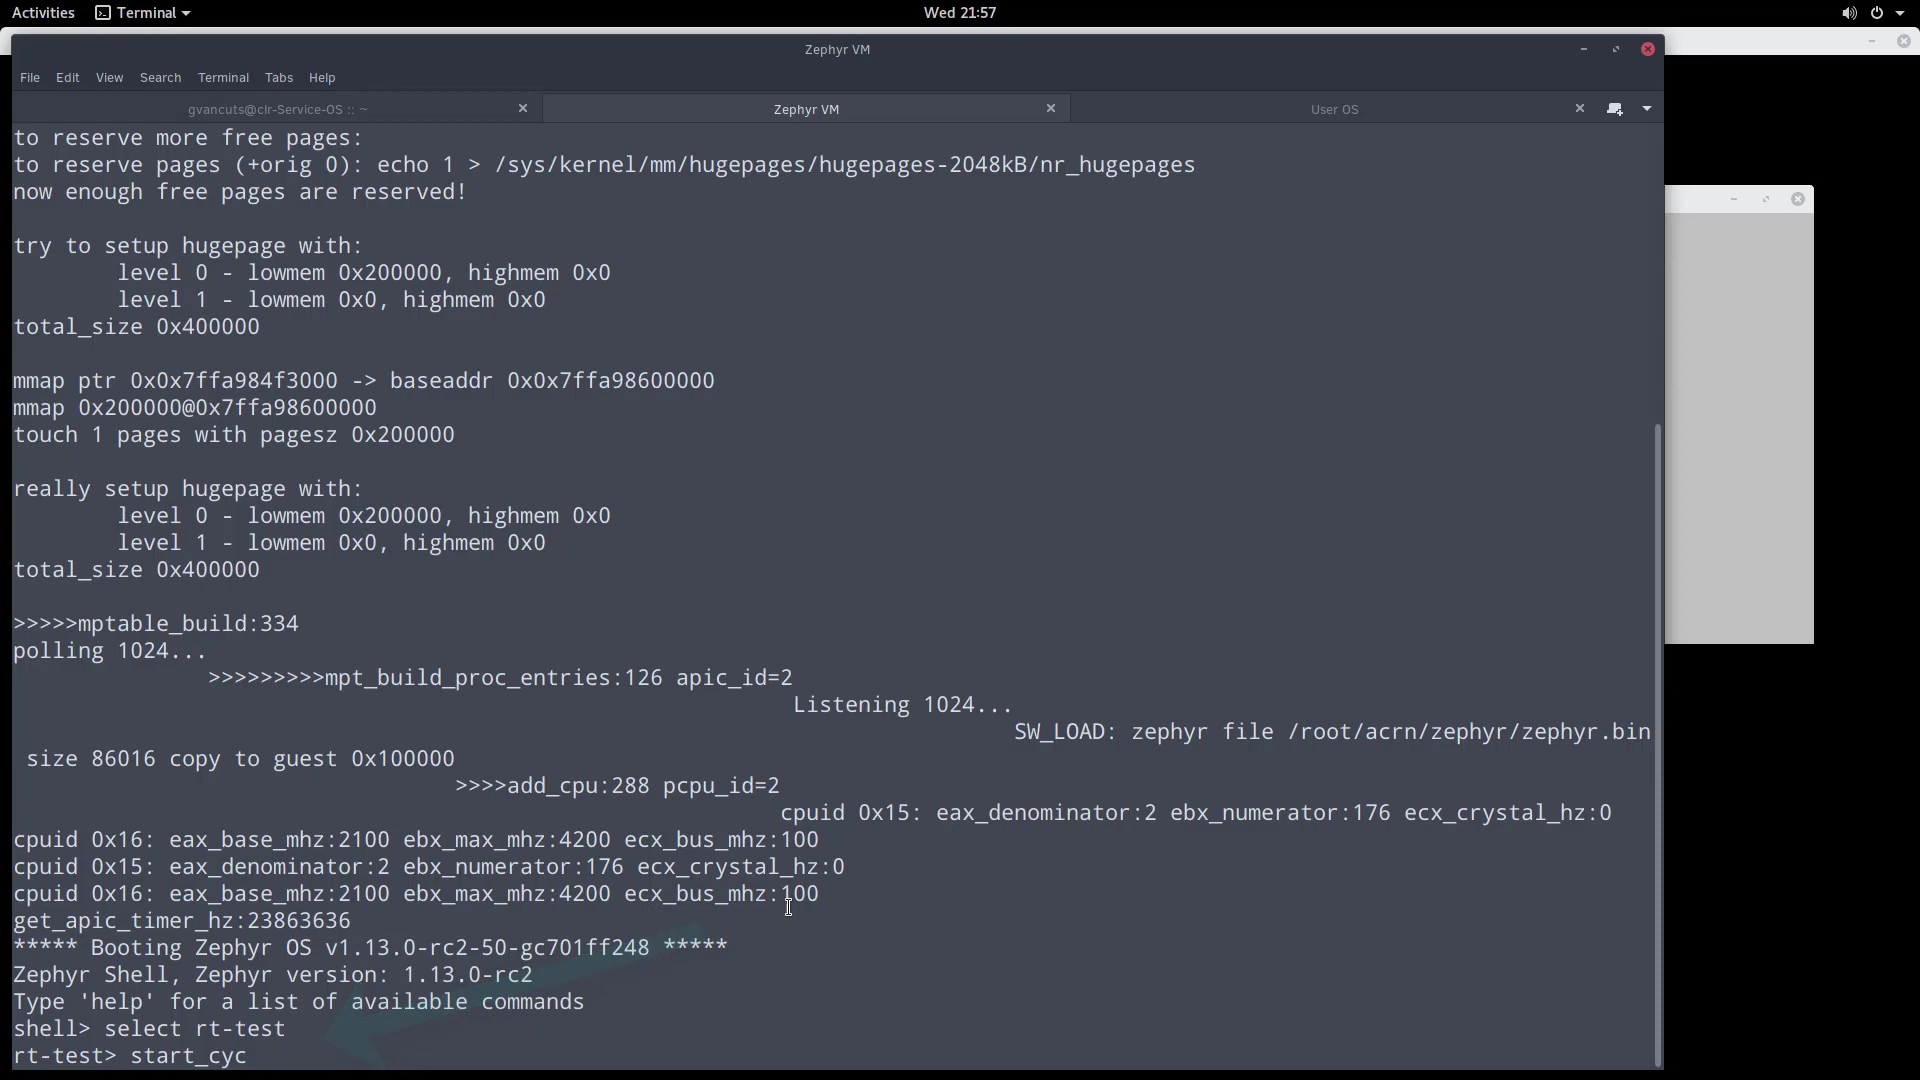 Activities Terminal Wed 21:57
Zephyr VM
File Edit View Search Terminal Tabs Help
gvancuts@clr-Service-OS :: ~ Zephyr VM User OS
to reserve more free pages:
to reserve pages (+orig 0): echo 1 > /sys/kernel/mm/hugepages/hugepages-2048kB/nr_hugepages
now enough free pages are reserved!
try to setup hugepage with:
level 0 - lowmem 0x200000, highmem 0x0
level 1 - lowmem 0x0, highmem 0x0
total_size 0x400000
mmap ptr 0x0x7ffa984f3000 -> baseaddr 0x0x7ffa98600000
mmap 0x200000@0x7ffa98600000
touch 1 pages with pagesz 0x200000
really setup hugepage with:
level 0 - lowmem 0x200000, highmem 0x0
level 1 - lowmem 0x0, highmem 0x0
total_size 0x400000
>>>>>mptable_build:334
polling 1024...
>>>>>>>>>mpt_build_proc_entries:126 apic_id=2
Listening 1024...
SW_LOAD: zephyr file /root/acrn/zephyr/zephyr.bin
size 86016 copy to guest 0x100000
>>>>add_cpu:288 pcpu_id=2
cpuid 0x15: eax_denominator:2 ebx_numerator:176 ecx_crystal_hz:0
cpuid 0x16: eax_base_mhz:2100 ebx_max_mhz:4200 ecx_bus_mhz:100
cpuid 0x15: eax_denominator:2 ebx_numerator:176 ecx_crystal_hz:0
cpuid 0x16: eax_base_mhz:2100 ebx_max_mhz:4200 ecx_bus_mhz:100
get_apic_timer_hz:23863636
***** Booting Zephyr OS v1.13.0-rc2-50-gc701ff248 *****
Zephyr Shell, Zephyr version: 1.13.0-rc2
Type 'help' for a list of available commands
shell> select rt-test
rt-test> start_cyc